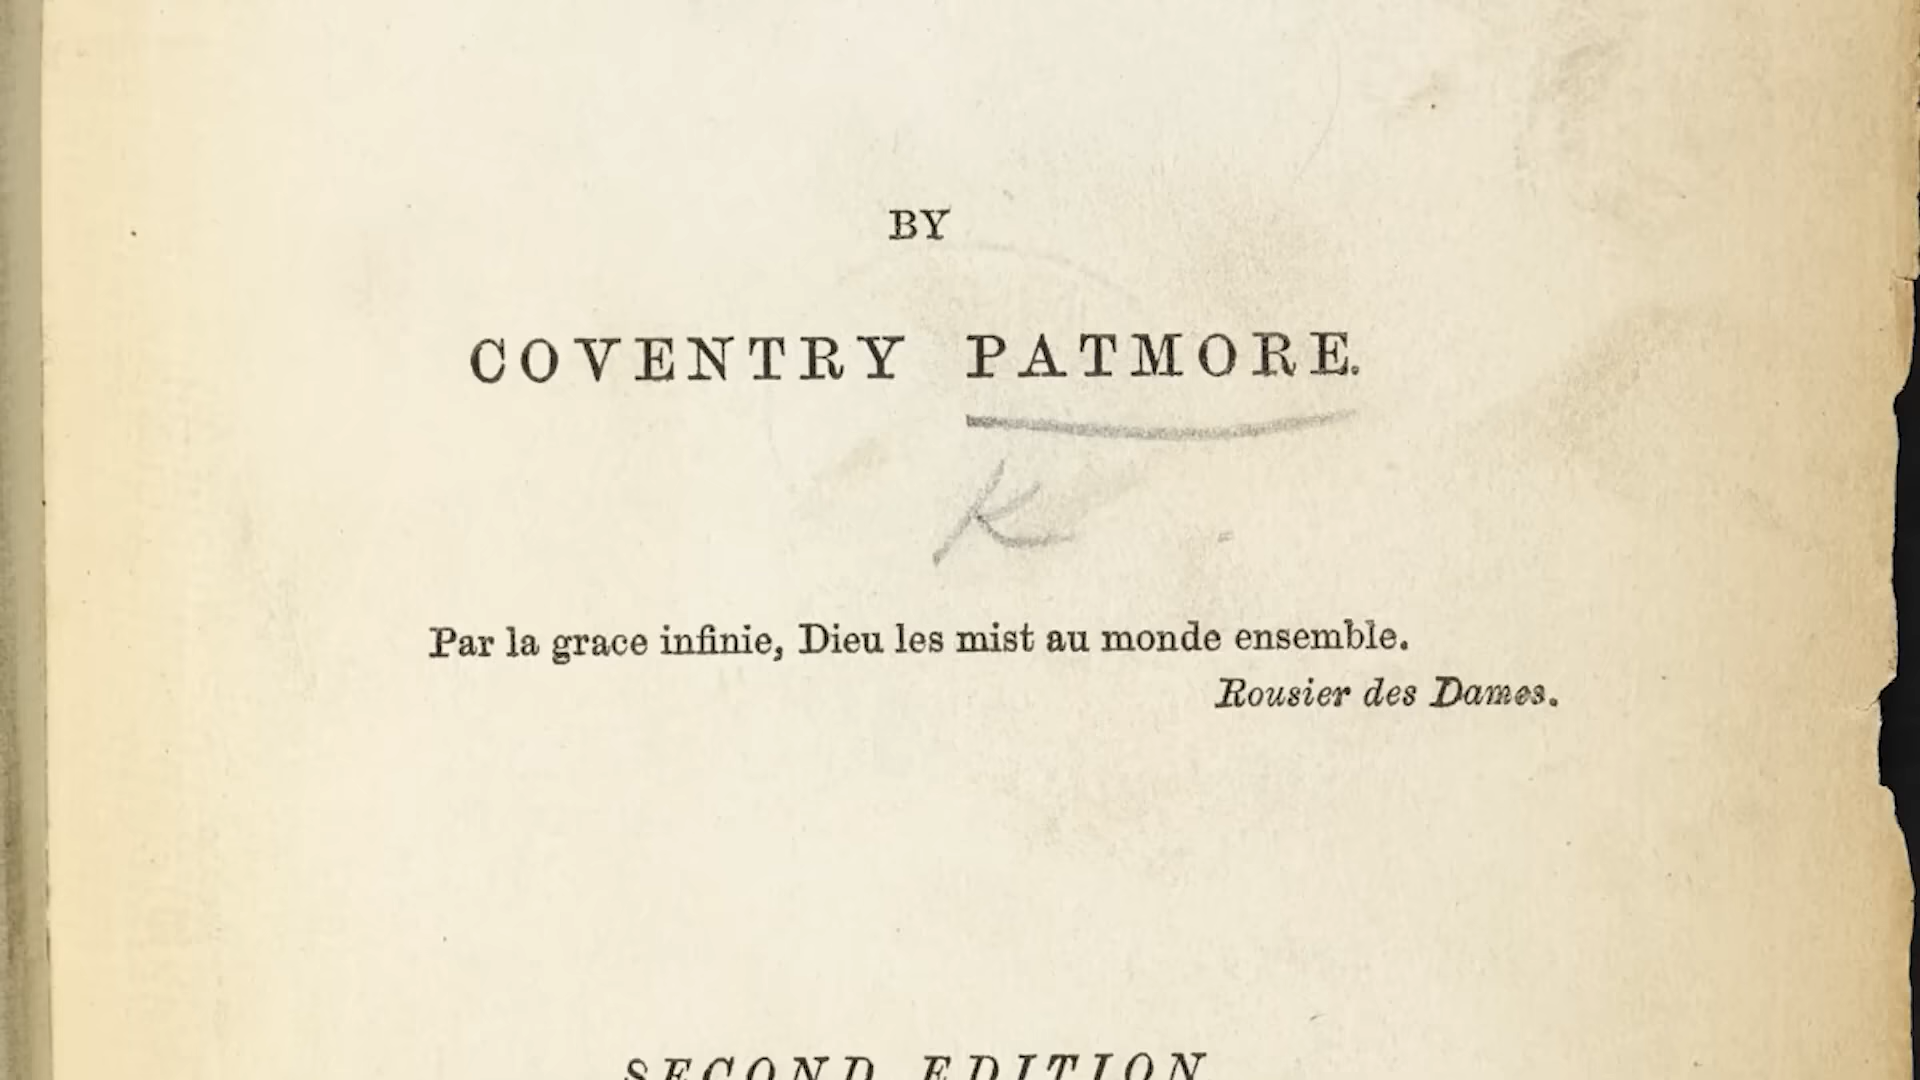 BY
COVENTRY PATMORE.
K
Par la grace infinie, Dieu les mist au monde ensemble.
Rousier des Dames.
SECOND EDITION